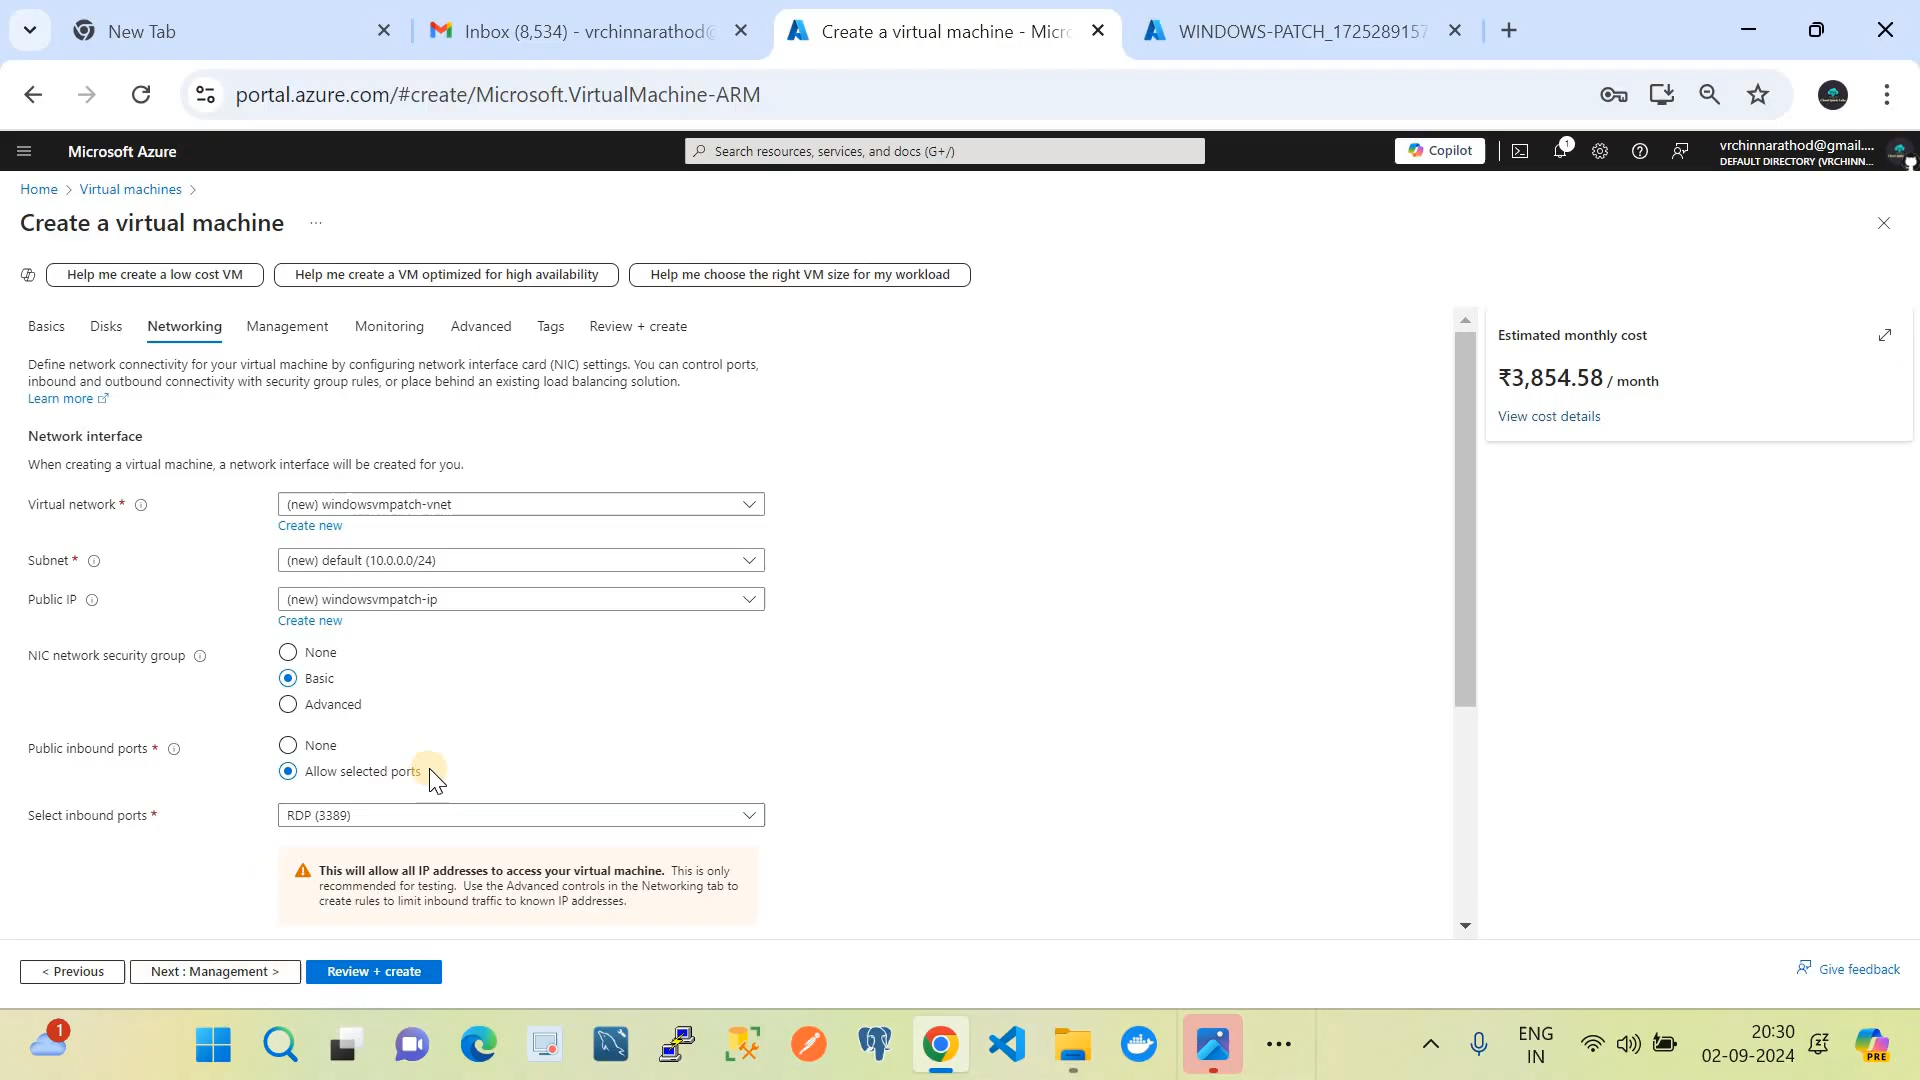 New Tab
Inbox (8,534) - vrchinnarathod@
Create a virtual machine - Micr
WINDOWS-PATCH_1725289157
portal.azure.com/#create/Microsoft.VirtualMachine-ARM
Microsoft Azure
Search resources, services, and docs (G+/)
Copilot
1
vrchinnarathod@gmail....
DEFAULT DIRECTORY (VRCHINN...
Home > Virtual machines >
Create a virtual machine ...
Help me create a low cost VM
Help me create a VM optimized for high availability
Help me choose the right VM size for my workload
Basics Disks Networking Management Monitoring Advanced Tags Review + create
Define network connectivity for your virtual machine by configuring network interface card (NIC) settings. You can control ports,
inbound and outbound connectivity with security group rules, or place behind an existing load balancing solution.
Learn more
Network interface
When creating a virtual machine, a network interface will be created for you.
Virtual network *
(new) windowsvmpatch-vnet
Create new
Subnet *
(new) default (10.0.0.0/24)
Public IP
(new) windowsvmpatch-ip
Create new
NIC network security group
None
Basic
Advanced
Public inbound ports *
None
Allow selected ports
Select inbound ports *
RDP (3389)
This will allow all IP addresses to access your virtual machine. This is only
recommended for testing. Use the Advanced controls in the Networking tab to
create rules to limit inbound traffic to known IP addresses.
Estimated monthly cost
₹3,854.58 / month
View cost details
< Previous
Next : Management >
Review + create
Give feedback
1
ENG
IN
20:30
02-09-2024
PRE